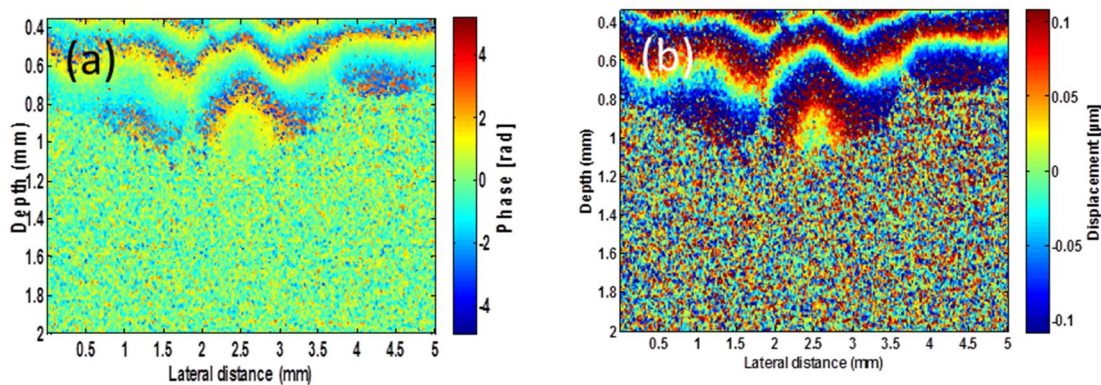 (a)
0.4
0.6
0.8
1
1.2
1.4
1.6
1.8
2
Depth (mm)
0.5 1 1.5 2 2.5 3 3.5 4 4.5 5
Lateral distance (mm)
4
2
0
-2
-4
Phase [rad]
(b)
0.4
0.6
0.8
1
1.2
1.4
1.6
1.8
2
Depth (mm)
0.5 1 1.5 2 2.5 3 3.5 4 4.5 5
Lateral distance (mm)
0.1
0.05
0
-0.05
-0.1
Displacement [µm]